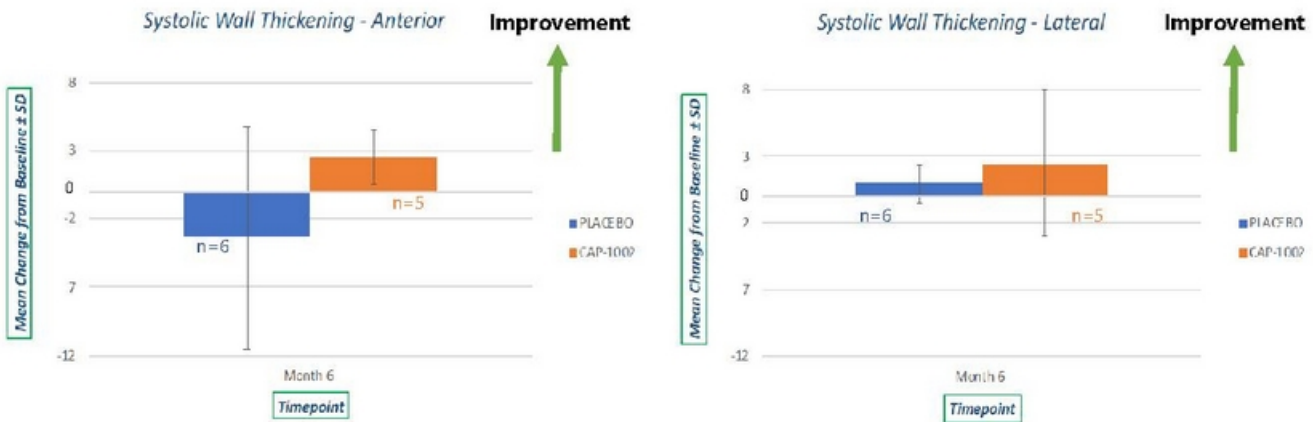 Systolic Wall Thickening - Anterior
Improvement
Mean Change from Baseline ± SD
8
3
0
-2
7
-12
n=6
n=5
PLACEBO
CAP-1002
Month 6
Timepoint
Systolic Wall Thickening - Lateral
Improvement
Mean Change from Baseline ± SD
8
3
0
2
7
-12
n=6
n=5
PLACEBO
CAP-1002
Month 6
Timepoint